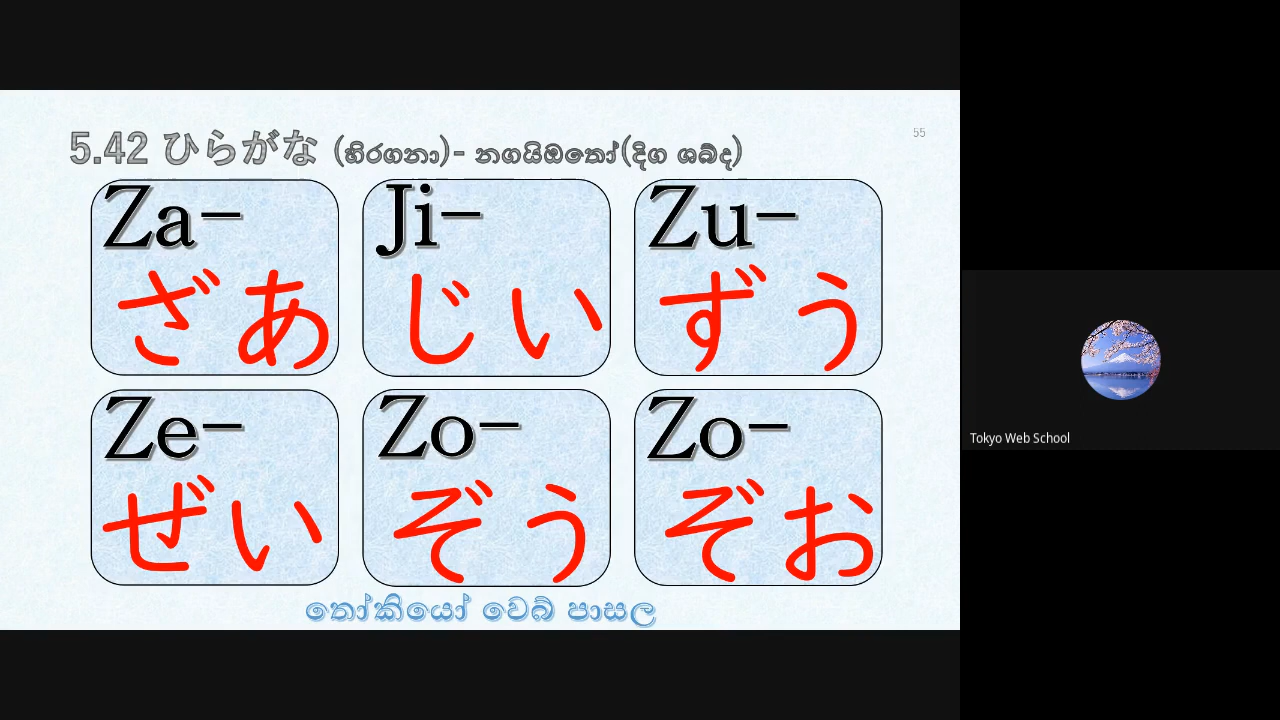 55
5.42 ひらがな (හිරගනා)- නගයිඔතෝ(දිග ශබ්ද)
Za− Ji− Zu−
ざあ じい ずう
Ze− Zo− Zo−
ぜい ぞう ぞお
තෝකියෝ වෙබ් පාසල
Tokyo Web School